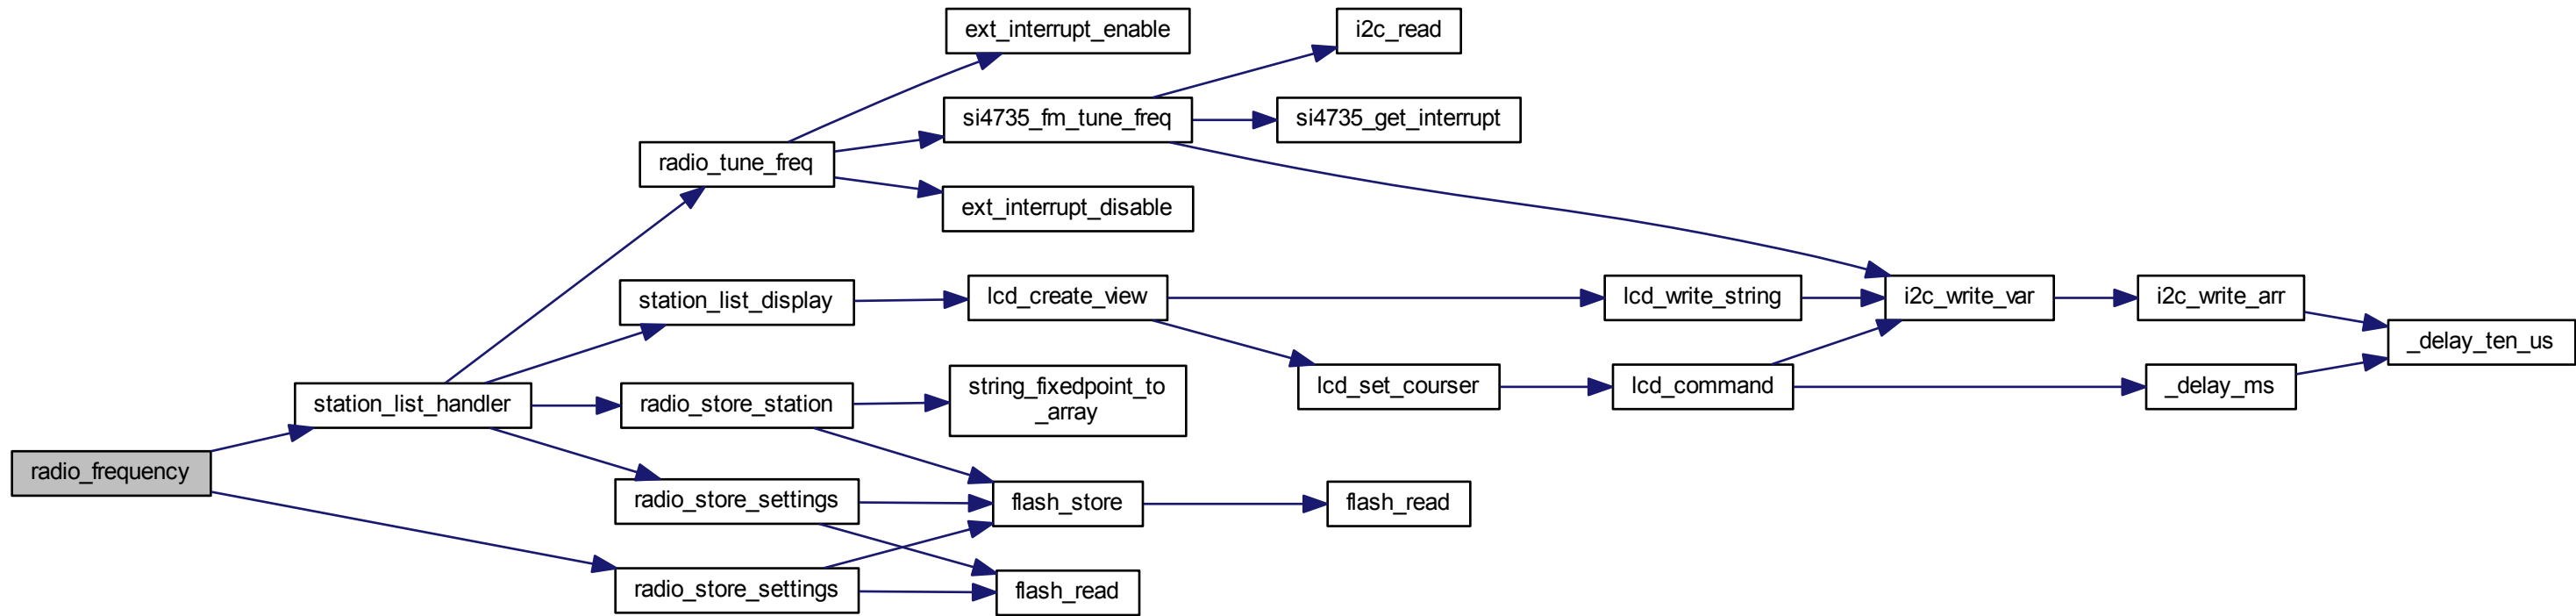 ext_interrupt_enable
i2c_read
si4735_fm_tune_freq
si4735_get_interrupt
radio_tune_freq
ext_interrupt_disable
station_list_display
lcd_create_view
lcd_write_string
i2c_write_var
i2c_write_arr
_delay_ten_us
station_list_handler
radio_store_station
string_fixedpoint_to
_array
lcd_set_courser
lcd_command
_delay_ms
radio_frequency
radio_store_settings
flash_store
flash_read
radio_store_settings
flash_read